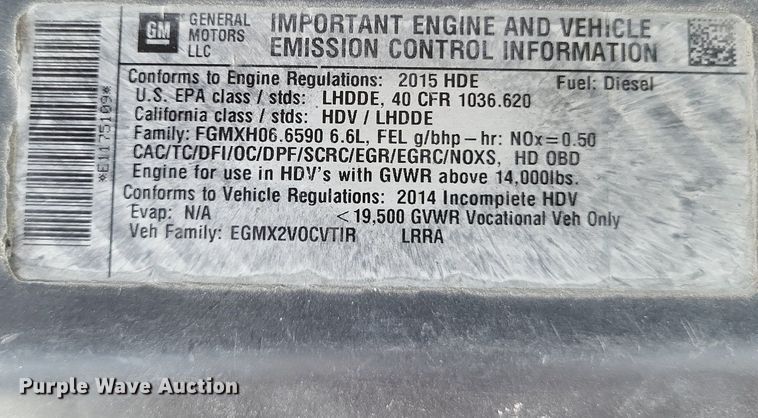 GM
GENERAL MOTORS LLC
IMPORTANT ENGINE AND VEHICLE
EMISSION CONTROL INFORMATION
*E1175109*
Conforms to Engine Regulations: 2015 HDE Fuel: Diesel
U.S. EPA class / stds: LHDDE, 40 CFR 1036.620
California class / stds: HDV / LHDDE
Family: FGMXH06.6590 6.6L, FEL g/bhp-hr: NOx=0.50
CAC/TC/DFI/OC/DPF/SCRC/EGR/EGRC/NOXS, HD OBD
Engine for use in HDV's with GVWR above 14,000lbs.
Conforms to Vehicle Regulations: 2014 Incomplete HDV
Evap: N/A <19,500 GVWR Vocational Veh Only
Veh Family: EGMX2VOCVTIR LRRA
Purple Wave Auction